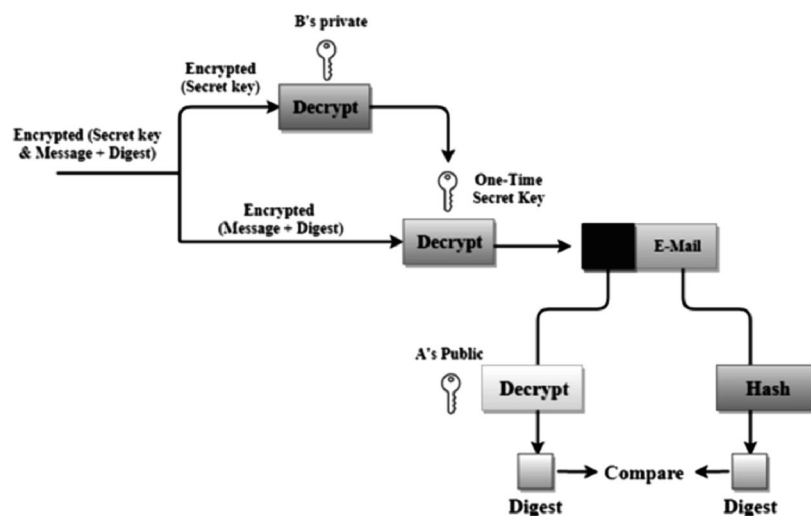 B's private
Encrypted
(Secret key)
Decrypt
Encrypted (Secret key
& Message + Digest)
One-Time
Secret Key
Encrypted
(Message + Digest)
Decrypt
E-Mail
A's Public
Decrypt
Hash
Compare
Digest
Digest